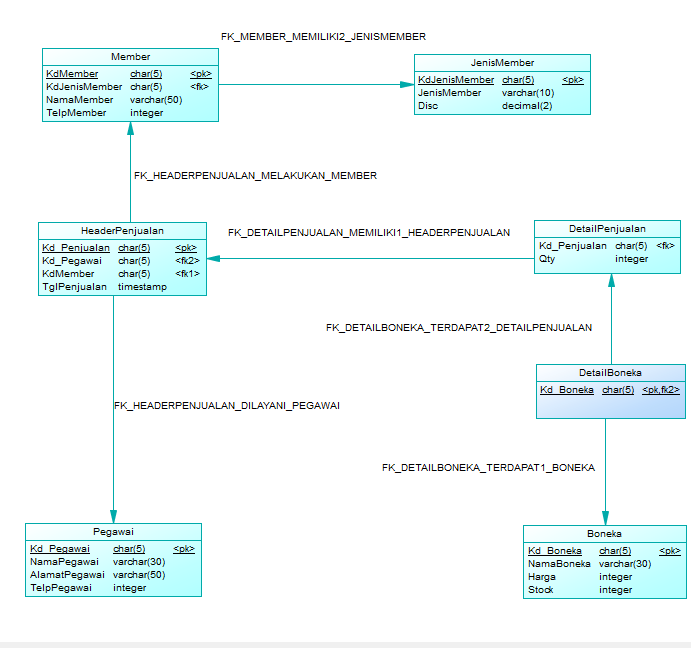 FK_MEMBER_MEMILIKI2_JENISMEMBER
Member
KdMember char(5) <pk>
KdJenisMember char(5) <fk>
NamaMember varchar(50)
TelpMember integer
JenisMember
KdJenisMember char(5) <pk>
JenisMember varchar(10)
Disc decimal(2)
FK_HEADERPENJUALAN_MELAKUKAN_MEMBER
HeaderPenjualan
Kd_Penjualan char(5) <pk>
Kd_Pegawai char(5) <fk2>
KdMember char(5) <fk1>
TglPenjualan timestamp
FK_DETAILPENJUALAN_MEMILIKI1_HEADERPENJUALAN
DetailPenjualan
Kd_Penjualan char(5) <fk>
Qty integer
FK_DETAILBONEKA_TERDAPAT2_DETAILPENJUALAN
DetailBoneka
Kd_Boneka char(5) <pk,fk2>
FK_HEADERPENJUALAN_DILAYANI_PEGAWAI
FK_DETAILBONEKA_TERDAPAT1_BONEKA
Pegawai
Kd_Pegawai char(5) <pk>
NamaPegawai varchar(30)
AlamatPegawai varchar(50)
TelpPegawai integer
Boneka
Kd_Boneka char(5) <pk>
NamaBoneka varchar(30)
Harga integer
Stock integer